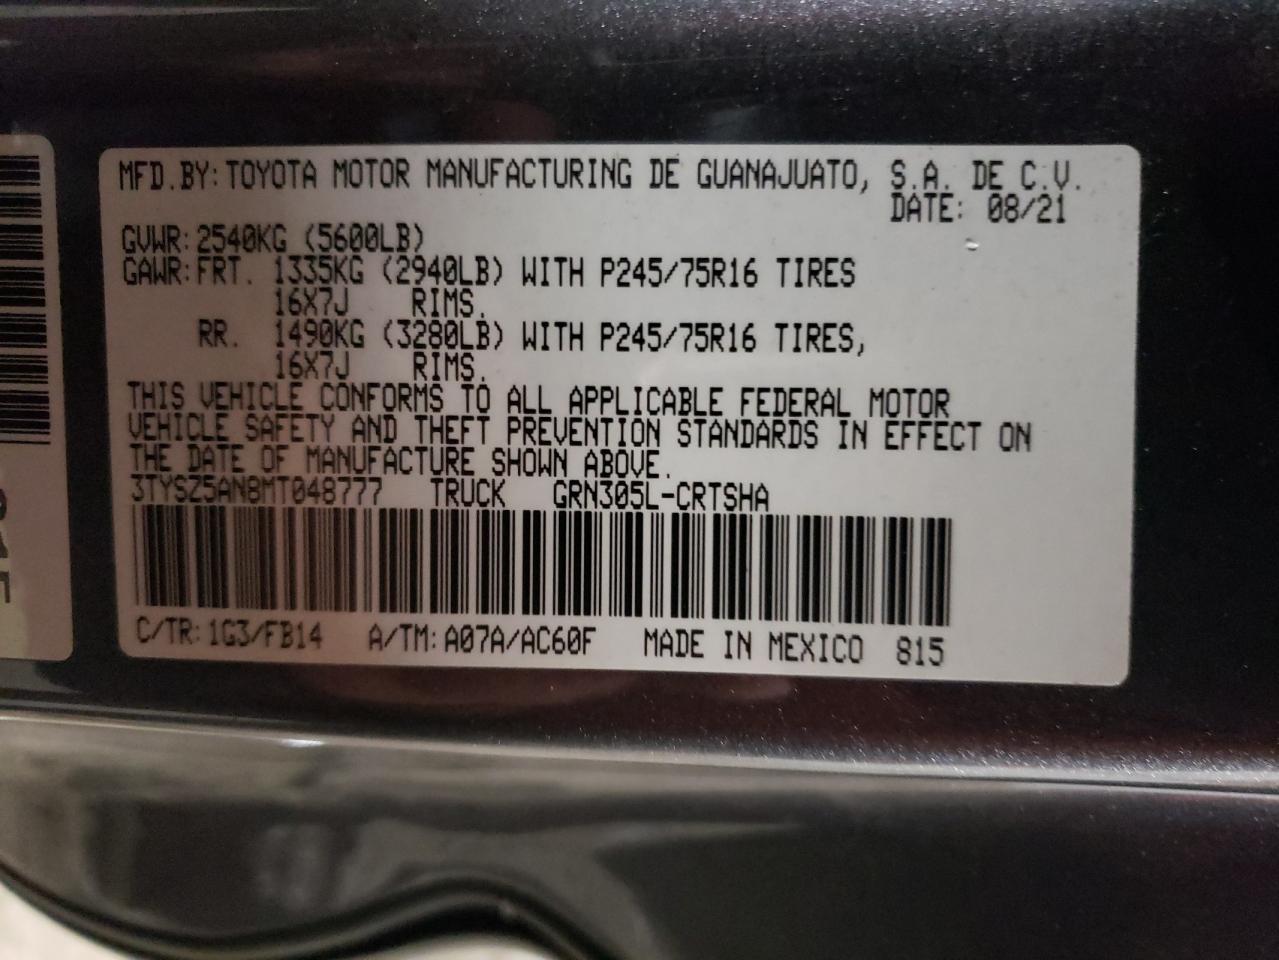 MFD.BY: TOYOTA MOTOR MANUFACTURING DE GUANAJUATO, S.A. DE C.V.
DATE: 08/21
GVWR: 2540KG (5600LB)
GAWR: FRT. 1335KG (2940LB) WITH P245/75R16 TIRES
16X7J RIMS.
RR. 1490KG (3280LB) WITH P245/75R16 TIRES,
16X7J RIMS.
THIS VEHICLE CONFORMS TO ALL APPLICABLE FEDERAL MOTOR
VEHICLE SAFETY AND THEFT PREVENTION STANDARDS IN EFFECT ON
THE DATE OF MANUFACTURE SHOWN ABOVE.
3TYSZ5AN8MT048777 TRUCK GRN305L-CRTSHA
C/TR: 1G3/FB14 A/TM: A07A/AC60F MADE IN MEXICO 815